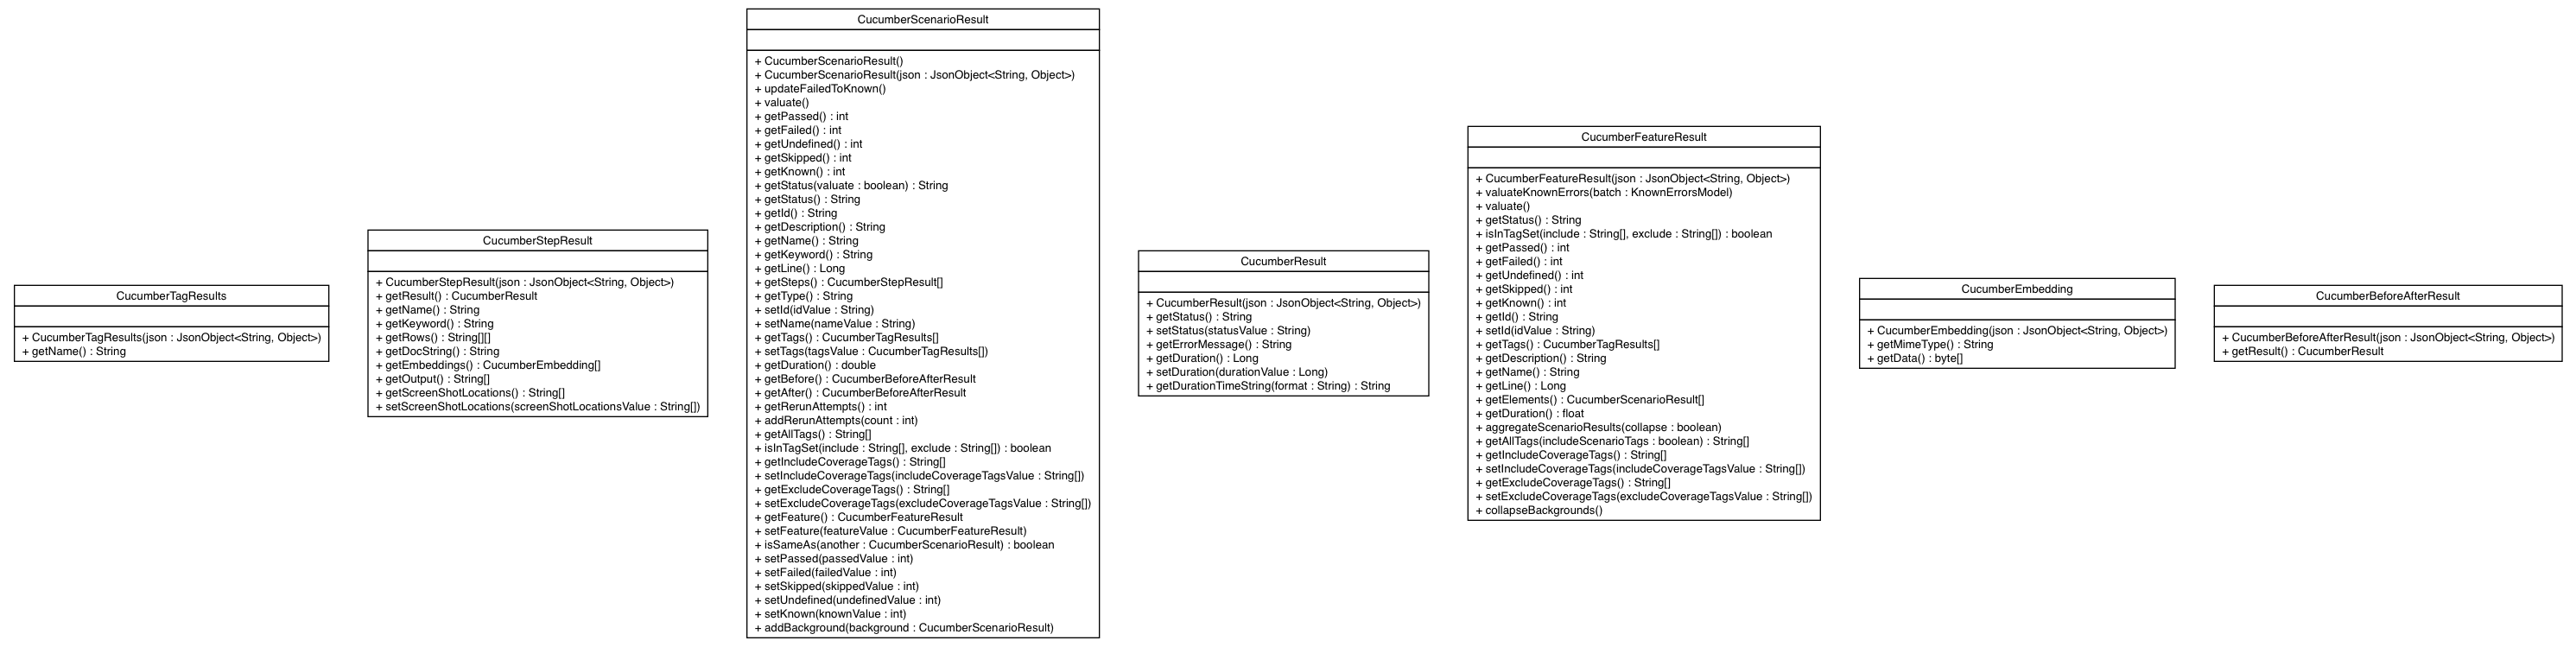 CucumberTagResults
+ CucumberTagResults(json : JsonObject<String, Object>)
+ getName() : String
CucumberStepResult
+ CucumberStepResult(json : JsonObject<String, Object>)
+ getResult() : CucumberResult
+ getName() : String
+ getKeyword() : String
+ getRows() : String[][]
+ getDocString() : String
+ getEmbeddings() : CucumberEmbedding[]
+ getOutput() : String[]
+ getScreenShotLocations() : String[]
+ setScreenShotLocations(screenShotLocationsValue : String[])
CucumberScenarioResult
+ CucumberScenarioResult()
+ CucumberScenarioResult(json : JsonObject<String, Object>)
+ updateFailedToKnown()
+ valuate()
+ getPassed() : int
+ getFailed() : int
+ getUndefined() : int
+ getSkipped() : int
+ getKnown() : int
+ getStatus(valuate : boolean) : String
+ getStatus() : String
+ getId() : String
+ getDescription() : String
+ getName() : String
+ getKeyword() : String
+ getLine() : Long
+ getSteps() : CucumberStepResult[]
+ getType() : String
+ setId(idValue : String)
+ setName(nameValue : String)
+ getTags() : CucumberTagResults[]
+ setTags(tagsValue : CucumberTagResults[])
+ getDuration() : double
+ getBefore() : CucumberBeforeAfterResult
+ getAfter() : CucumberBeforeAfterResult
+ getRerunAttempts() : int
+ addRerunAttempts(count : int)
+ getAllTags() : String[]
+ isInTagSet(include : String[], exclude : String[]) : boolean
+ getIncludeCoverageTags() : String[]
+ setIncludeCoverageTags(includeCoverageTagsValue : String[])
+ getExcludeCoverageTags() : String[]
+ setExcludeCoverageTags(excludeCoverageTagsValue : String[])
+ getFeature() : CucumberFeatureResult
+ setFeature(featureValue : CucumberFeatureResult)
+ isSameAs(another : CucumberScenarioResult) : boolean
+ setPassed(passedValue : int)
+ setFailed(failedValue : int)
+ setSkipped(skippedValue : int)
+ setUndefined(undefinedValue : int)
+ setKnown(knownValue : int)
+ addBackground(background : CucumberScenarioResult)
CucumberResult
+ CucumberResult(json : JsonObject<String, Object>)
+ getStatus() : String
+ setStatus(statusValue : String)
+ getErrorMessage() : String
+ getDuration() : Long
+ setDuration(durationValue : Long)
+ getDurationTimeString(format : String) : String
CucumberFeatureResult
+ CucumberFeatureResult(json : JsonObject<String, Object>)
+ valuateKnownErrors(batch : KnownErrorsModel)
+ valuate()
+ getStatus() : String
+ isInTagSet(include : String[], exclude : String[]) : boolean
+ getPassed() : int
+ getFailed() : int
+ getUndefined() : int
+ getSkipped() : int
+ getKnown() : int
+ getId() : String
+ setId(idValue : String)
+ getTags() : CucumberTagResults[]
+ getDescription() : String
+ getName() : String
+ getLine() : Long
+ getElements() : CucumberScenarioResult[]
+ getDuration() : float
+ aggregateScenarioResults(collapse : boolean)
+ getAllTags(includeScenarioTags : boolean) : String[]
+ getIncludeCoverageTags() : String[]
+ setIncludeCoverageTags(includeCoverageTagsValue : String[])
+ getExcludeCoverageTags() : String[]
+ setExcludeCoverageTags(excludeCoverageTagsValue : String[])
+ collapseBackgrounds()
CucumberEmbedding
+ CucumberEmbedding(json : JsonObject<String, Object>)
+ getMimeType() : String
+ getData() : byte[]
CucumberBeforeAfterResult
+ CucumberBeforeAfterResult(json : JsonObject<String, Object>)
+ getResult() : CucumberResult